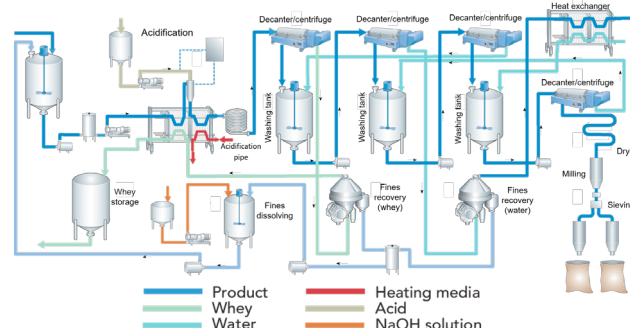 Heat exchanger
Decanter/centrifuge
Decanter/centrifuge
Decanter/centrifuge
Acidification
Decanter/centrifuge
Washing tank
Washing tank
Washing tank
Acidification
pipe
Dry
Milling
Whey
storage
Fines
dissolving
Fines
recovery
(whey)
Fines
recovery
(water)
Sievin
Product
Heating media
Whey
Acid
Water
NaOH solution